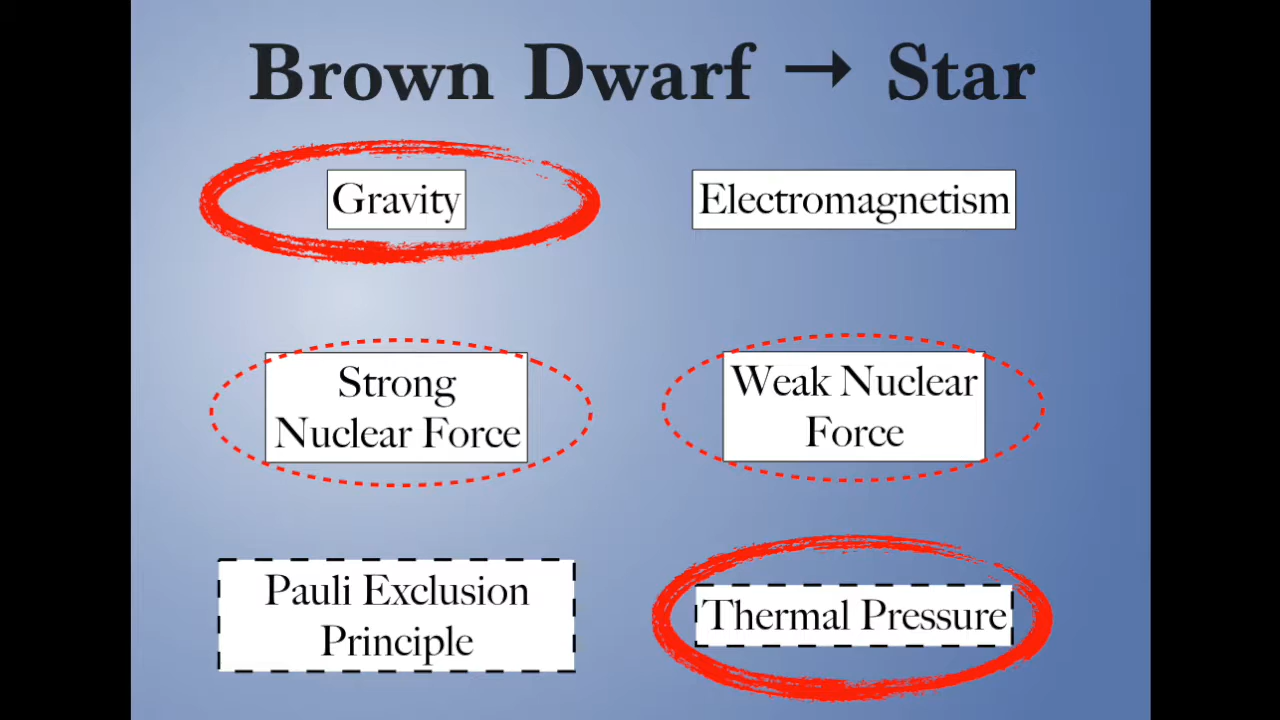 Brown Dwarf → Star
Gravity
Electromagnetism
Strong
Nuclear Force
Weak Nuclear
Force
Pauli Exclusion
Principle
Thermal Pressure